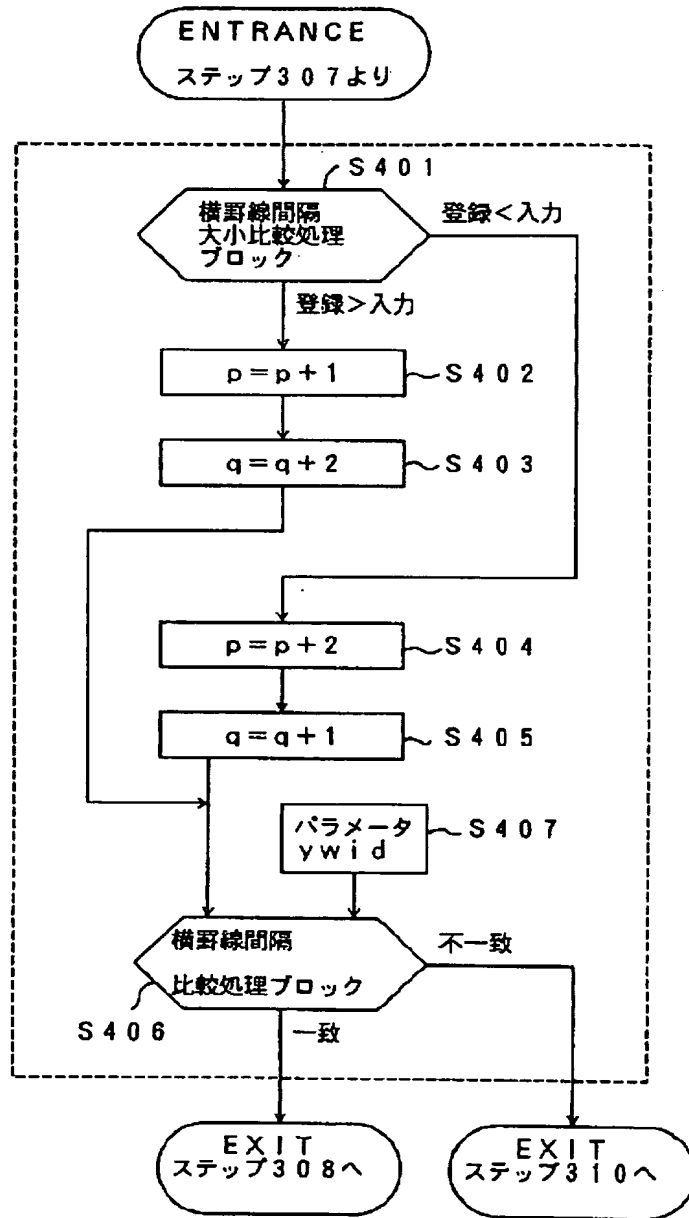 ENTRANCE
ステップ307より
S401
横罫線間隔
大小比較処理
ブロック
登録<入力
登録>入力
p=p+1
S402
q=q+2
S403
p=p+2
S404
q=q+1
S405
パラメータ
ywid
S407
横罫線間隔
比較処理ブロック
不一致
S406
一致
EXIT
ステップ308へ
EXIT
ステップ310へ